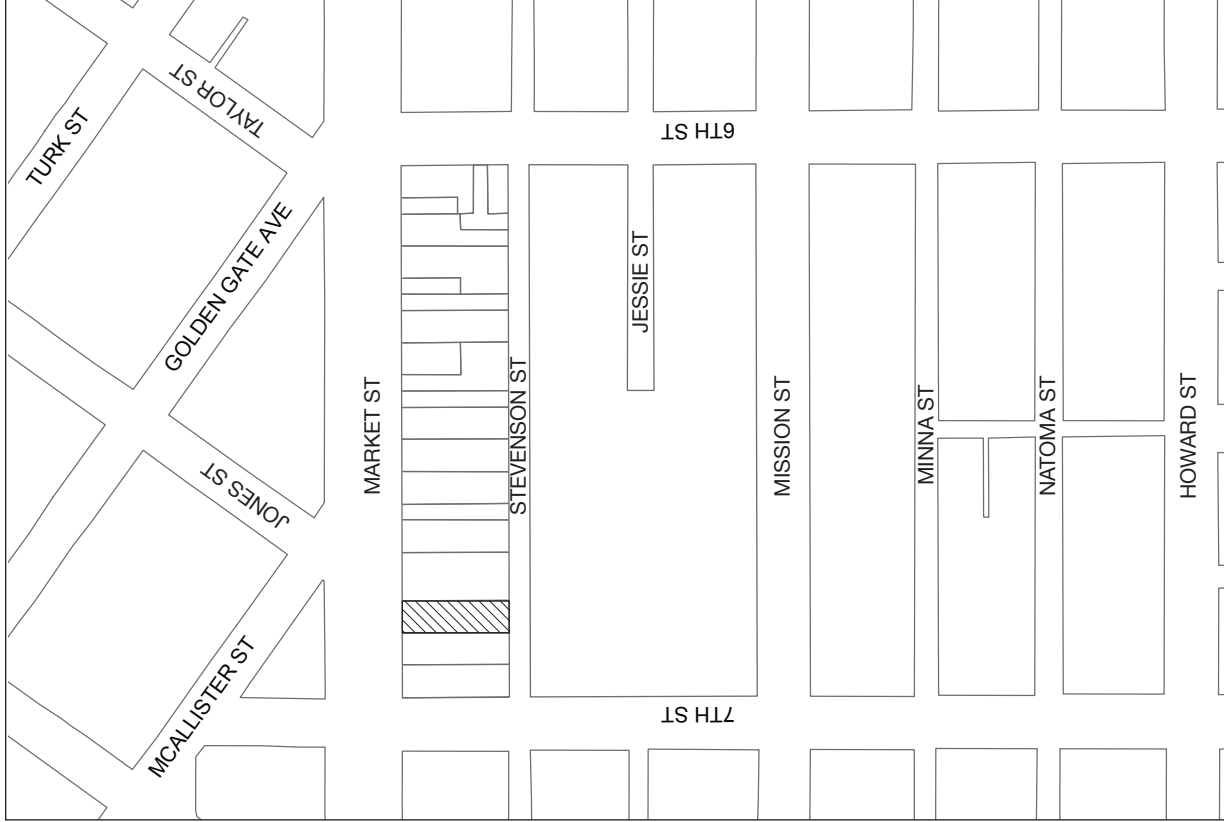 TAYLOR ST
TURK ST
6TH ST
GOLDEN GATE AVE
JESSIE ST
MARKET ST
STEVENSON ST
MISSION ST
MINNA ST
NATOMA ST
HOWARD ST
JONES ST
MCALLISTER ST
7TH ST